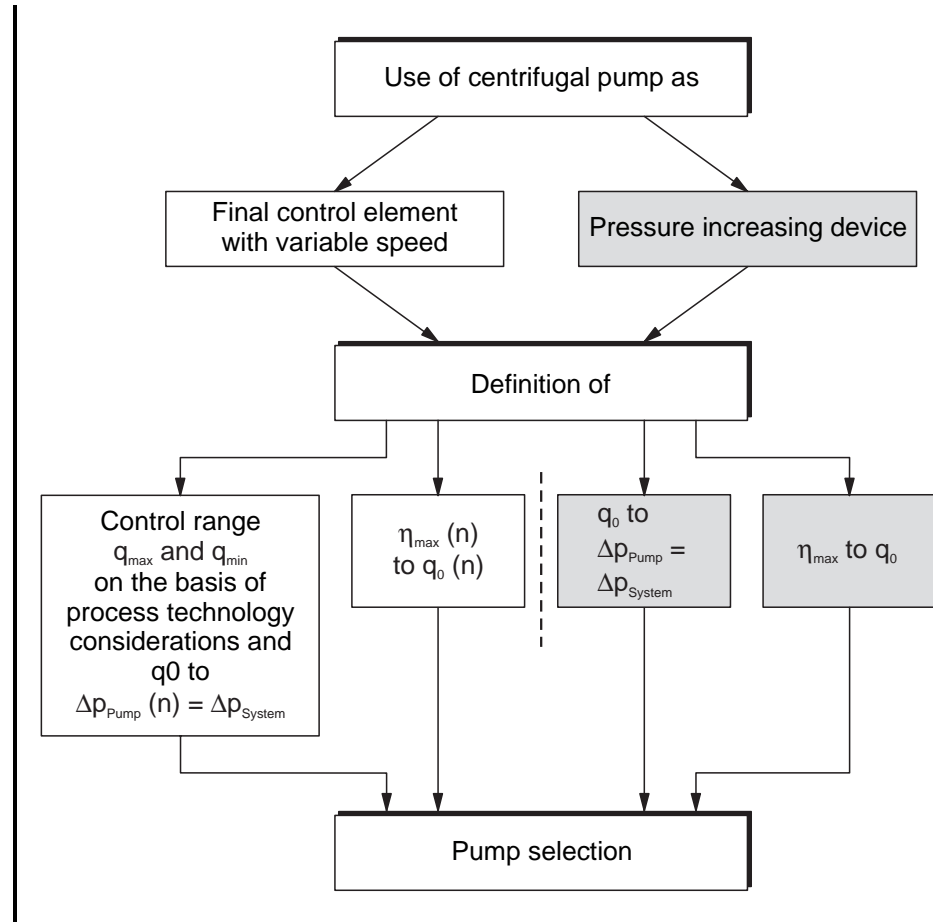 Use of centrifugal pump as
Final control element
with variable speed
Pressure increasing device
Definition of
Control range
qmax and qmin
on the basis of
process technology
considerations and
q0 to
ΔpPump (n) = ΔpSystem
ηmax (n)
to q0 (n)
q0 to
ΔpPump =
ΔpSystem
ηmax to q0
Pump selection